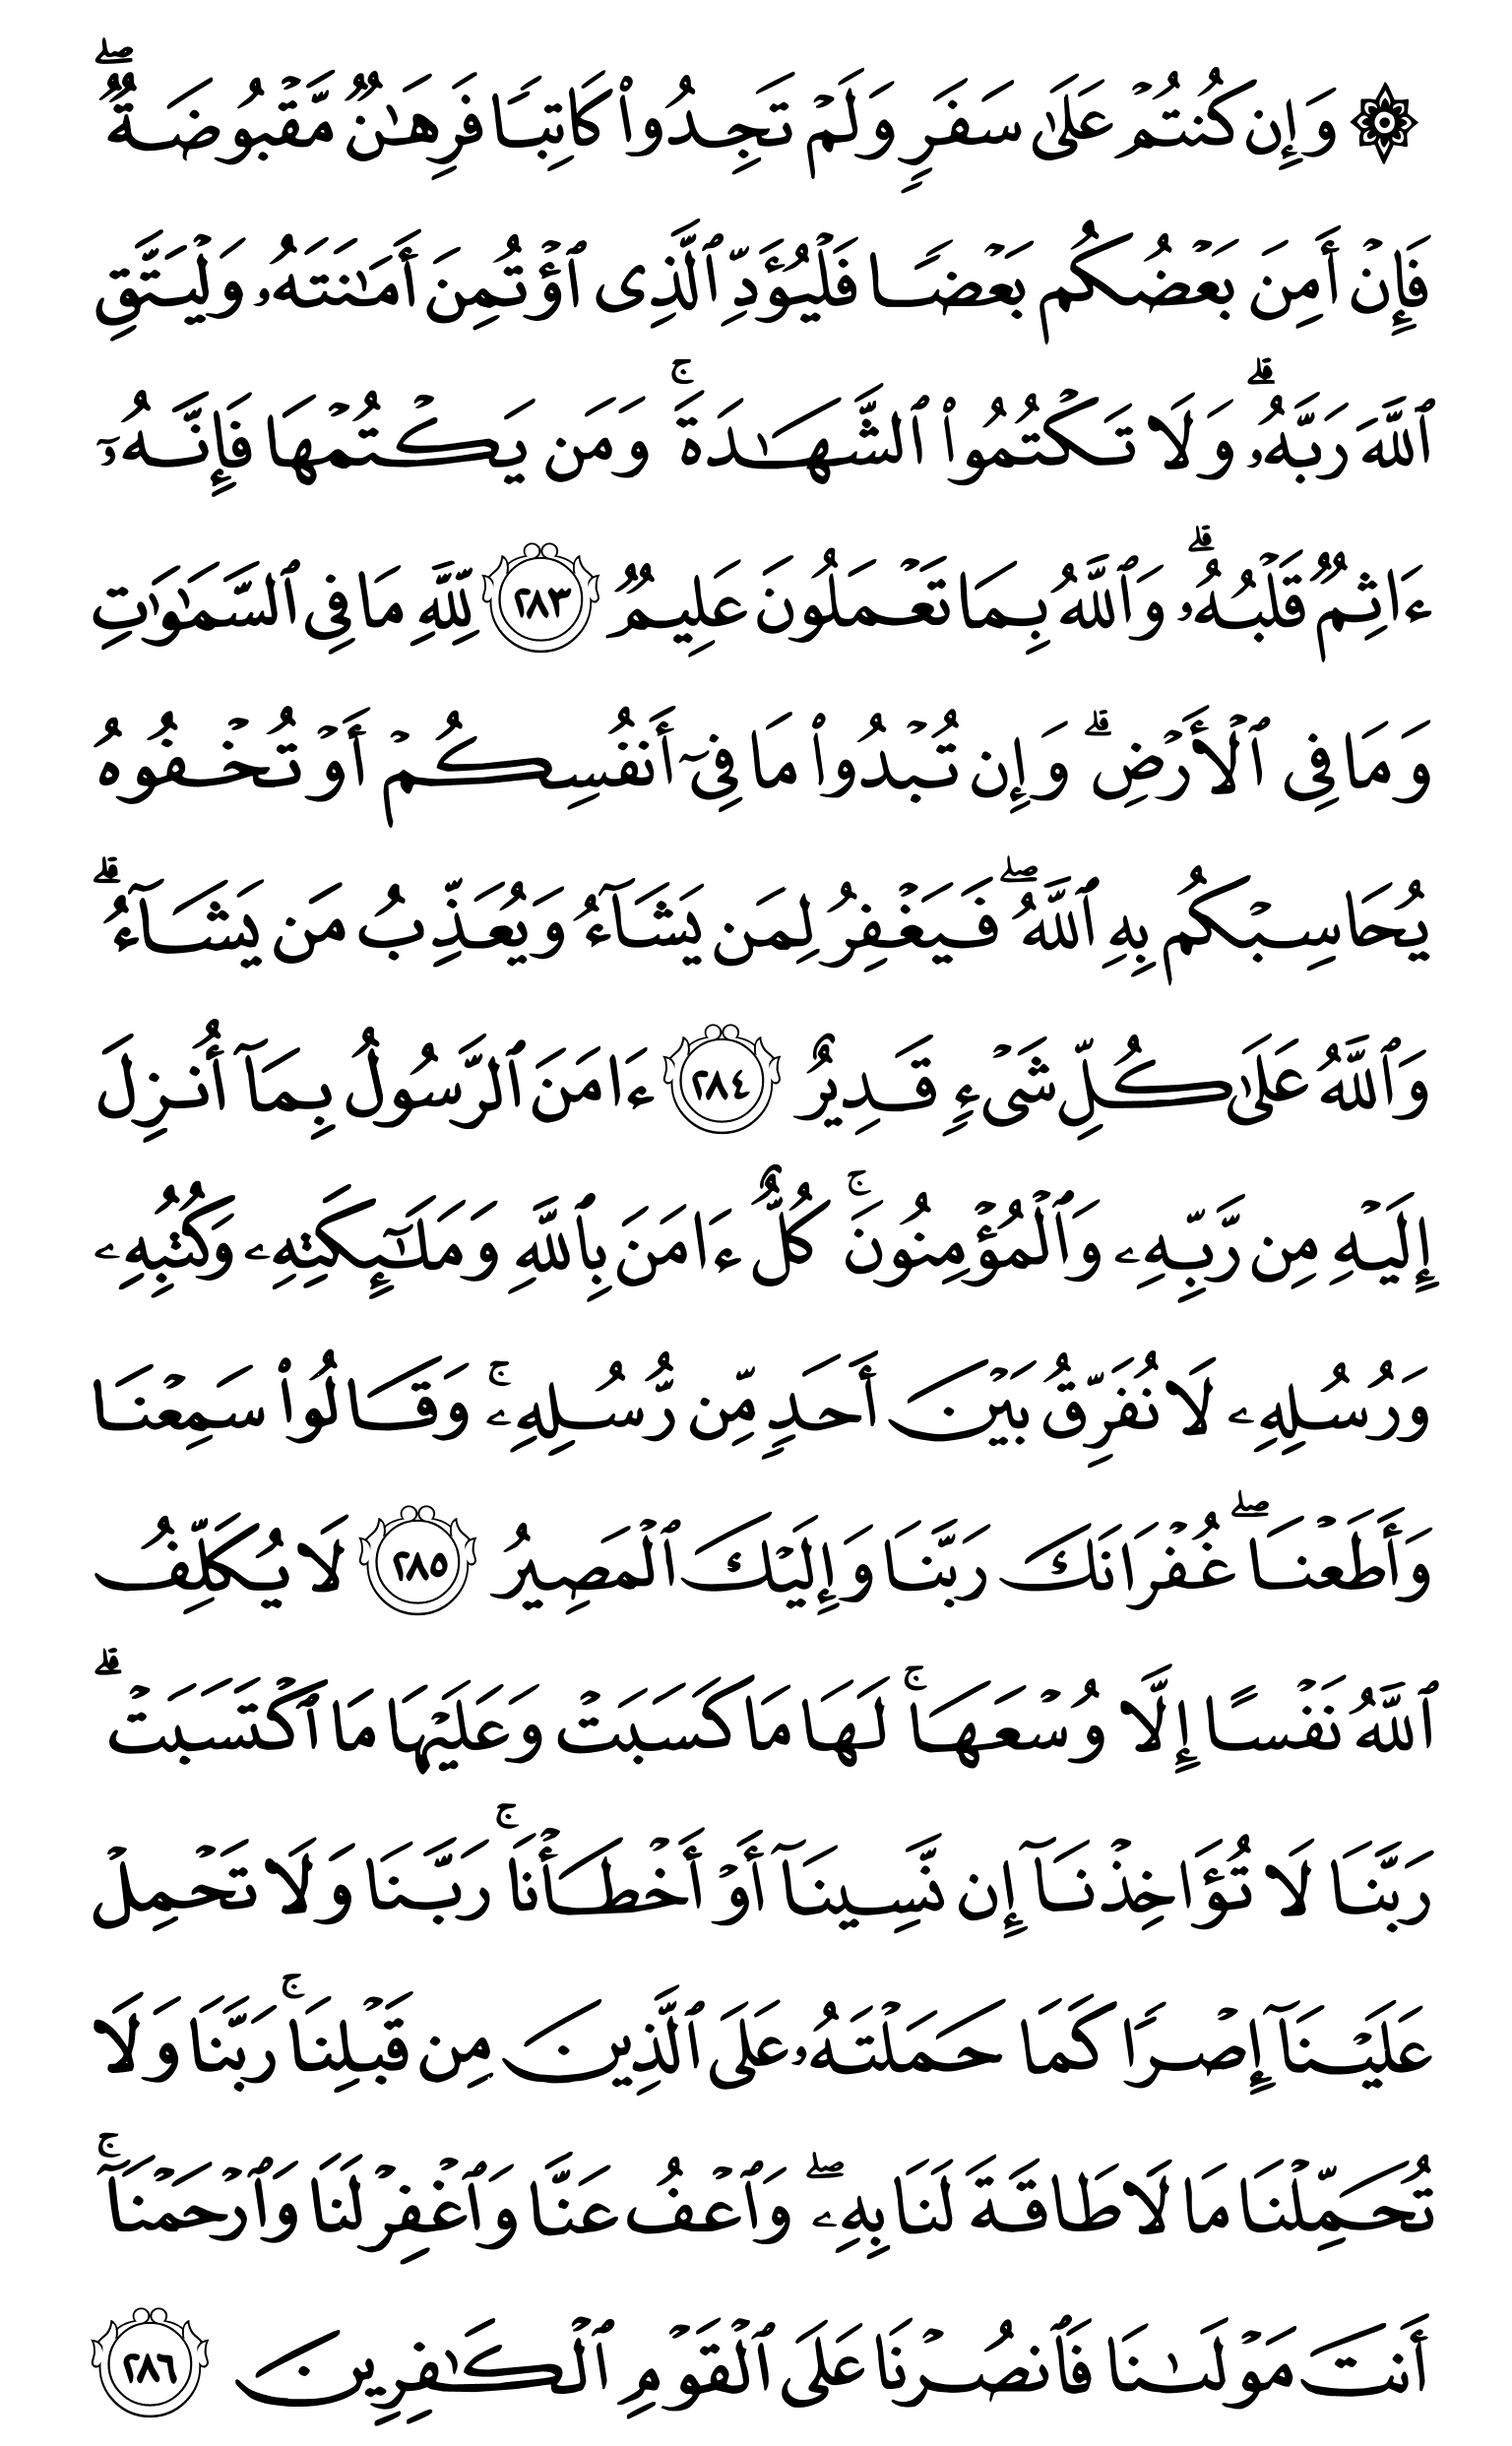 ۞ وَإِن كُنتُمْ عَلَىٰ سَفَرٍ وَلَمْ تَجِدُوا۟ كَاتِبًا فَرِهَـٰنٌ مَّقْبُوضَةٌ ۖ
فَإِنْ أَمِنَ بَعْضُكُم بَعْضًا فَلْيُؤَدِّ ٱلَّذِى ٱؤْتُمِنَ أَمَـٰنَتَهُۥ وَلْيَتَّقِ
ٱللَّهَ رَبَّهُۥ ۗ وَلَا تَكْتُمُوا۟ ٱلشَّهَـٰدَةَ ۚ وَمَن يَكْتُمْهَا فَإِنَّهُۥٓ
ءَاثِمٌ قَلْبُهُۥ ۗ وَٱللَّهُ بِمَا تَعْمَلُونَ عَلِيمٌ ٢٨٣ لِّلَّهِ مَا فِى ٱلسَّمَـٰوَٰتِ
وَمَا فِى ٱلْأَرْضِ ۗ وَإِن تُبْدُوا۟ مَا فِىٓ أَنفُسِكُمْ أَوْ تُخْفُوهُ
يُحَاسِبْكُم بِهِ ٱللَّهُ ۖ فَيَغْفِرُ لِمَن يَشَآءُ وَيُعَذِّبُ مَن يَشَآءُ ۗ
وَٱللَّهُ عَلَىٰ كُلِّ شَىْءٍ قَدِيرٌ ٢٨٤ ءَامَنَ ٱلرَّسُولُ بِمَآ أُنزِلَ
إِلَيْهِ مِن رَّبِّهِۦ وَٱلْمُؤْمِنُونَ ۚ كُلٌّ ءَامَنَ بِٱللَّهِ وَمَلَـٰٓئِكَتِهِۦ وَكُتُبِهِۦ
وَرُسُلِهِۦ لَا نُفَرِّقُ بَيْنَ أَحَدٍ مِّن رُّسُلِهِۦ ۚ وَقَالُوا۟ سَمِعْنَا
وَأَطَعْنَا ۖ غُفْرَانَكَ رَبَّنَا وَإِلَيْكَ ٱلْمَصِيرُ ٢٨٥ لَا يُكَلِّفُ
ٱللَّهُ نَفْسًا إِلَّا وُسْعَهَا ۚ لَهَا مَا كَسَبَتْ وَعَلَيْهَا مَا ٱكْتَسَبَتْ ۗ
رَبَّنَا لَا تُؤَاخِذْنَآ إِن نَّسِينَآ أَوْ أَخْطَأْنَا ۚ رَبَّنَا وَلَا تَحْمِلْ
عَلَيْنَآ إِصْرًا كَمَا حَمَلْتَهُۥ عَلَى ٱلَّذِينَ مِن قَبْلِنَا ۚ رَبَّنَا وَلَا
تُحَمِّلْنَا مَا لَا طَاقَةَ لَنَا بِهِۦ ۖ وَٱعْفُ عَنَّا وَٱغْفِرْ لَنَا وَٱرْحَمْنَآ ۚ
أَنتَ مَوْلَىٰنَا فَٱنصُرْنَا عَلَى ٱلْقَوْمِ ٱلْكَـٰفِرِينَ ٢٨٦